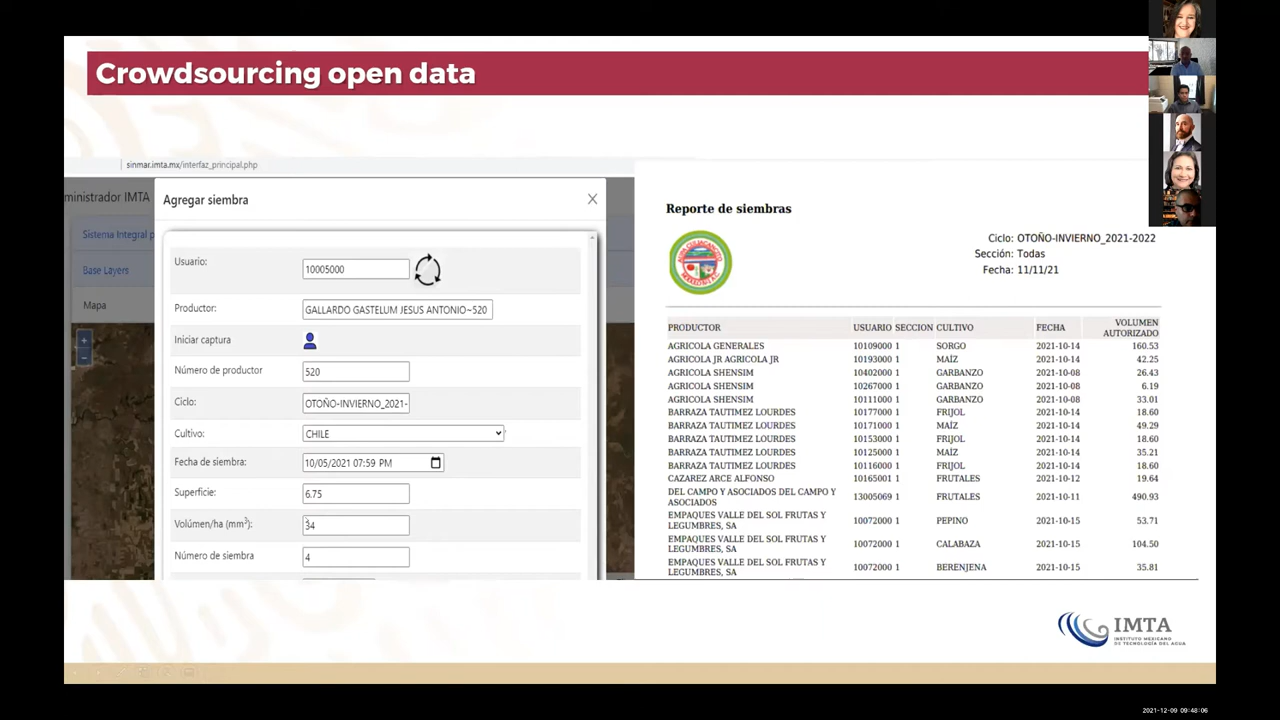 Crowdsourcing open data
sinmar.imta.mx/interfaz_principal.php
ministrador IMTA
Sistema Integral p
Base Layers
Mapa
+
−
Agregar siembra
Usuario:
10005000
Productor:
GALLARDO GASTELUM JESUS ANTONIO~520
Iniciar captura
Número de productor
520
Ciclo:
OTOÑO-INVIERNO_2021-
Cultivo:
CHILE
Fecha de siembra:
10/05/2021 07:59 PM
Superficie:
6.75
Volúmen/ha (mm³):
34
Número de siembra
4
Reporte de siembras
Ciclo: OTOÑO-INVIERNO_2021-2022
Sección: Todas
Fecha: 11/11/21
PRODUCTOR USUARIO SECCION CULTIVO FECHA VOLUMEN
AUTORIZADO
AGRICOLA GENERALES 10109000 1 SORGO 2021-10-14 160.53
AGRICOLA JR AGRICOLA JR 10193000 1 MAÍZ 2021-10-14 42.25
AGRICOLA SHENSIM 10402000 1 GARBANZO 2021-10-08 26.43
AGRICOLA SHENSIM 10267000 1 GARBANZO 2021-10-08 6.19
AGRICOLA SHENSIM 10111000 1 GARBANZO 2021-10-08 33.01
BARRAZA TAUTIMEZ LOURDES 10177000 1 FRIJOL 2021-10-14 18.60
BARRAZA TAUTIMEZ LOURDES 10171000 1 MAÍZ 2021-10-14 49.29
BARRAZA TAUTIMEZ LOURDES 10153000 1 FRIJOL 2021-10-14 18.60
BARRAZA TAUTIMEZ LOURDES 10125000 1 MAÍZ 2021-10-14 35.21
BARRAZA TAUTIMEZ LOURDES 10116000 1 FRIJOL 2021-10-14 18.60
CAZAREZ ARCE ALFONSO 10165001 1 FRUTALES 2021-10-12 19.64
DEL CAMPO Y ASOCIADOS DEL CAMPO Y
ASOCIADOS 13005069 1 FRUTALES 2021-10-11 490.93
EMPAQUES VALLE DEL SOL FRUTAS Y
LEGUMBRES, SA 10072000 1 PEPINO 2021-10-15 53.71
EMPAQUES VALLE DEL SOL FRUTAS Y
LEGUMBRES, SA 10072000 1 CALABAZA 2021-10-15 104.50
EMPAQUES VALLE DEL SOL FRUTAS Y
LEGUMBRES, SA 10072000 1 BERENJENA 2021-10-15 35.81
IMTA
INSTITUTO MEXICANO
DE TECNOLOGÍA DEL AGUA
2021-12-09 09:48:06